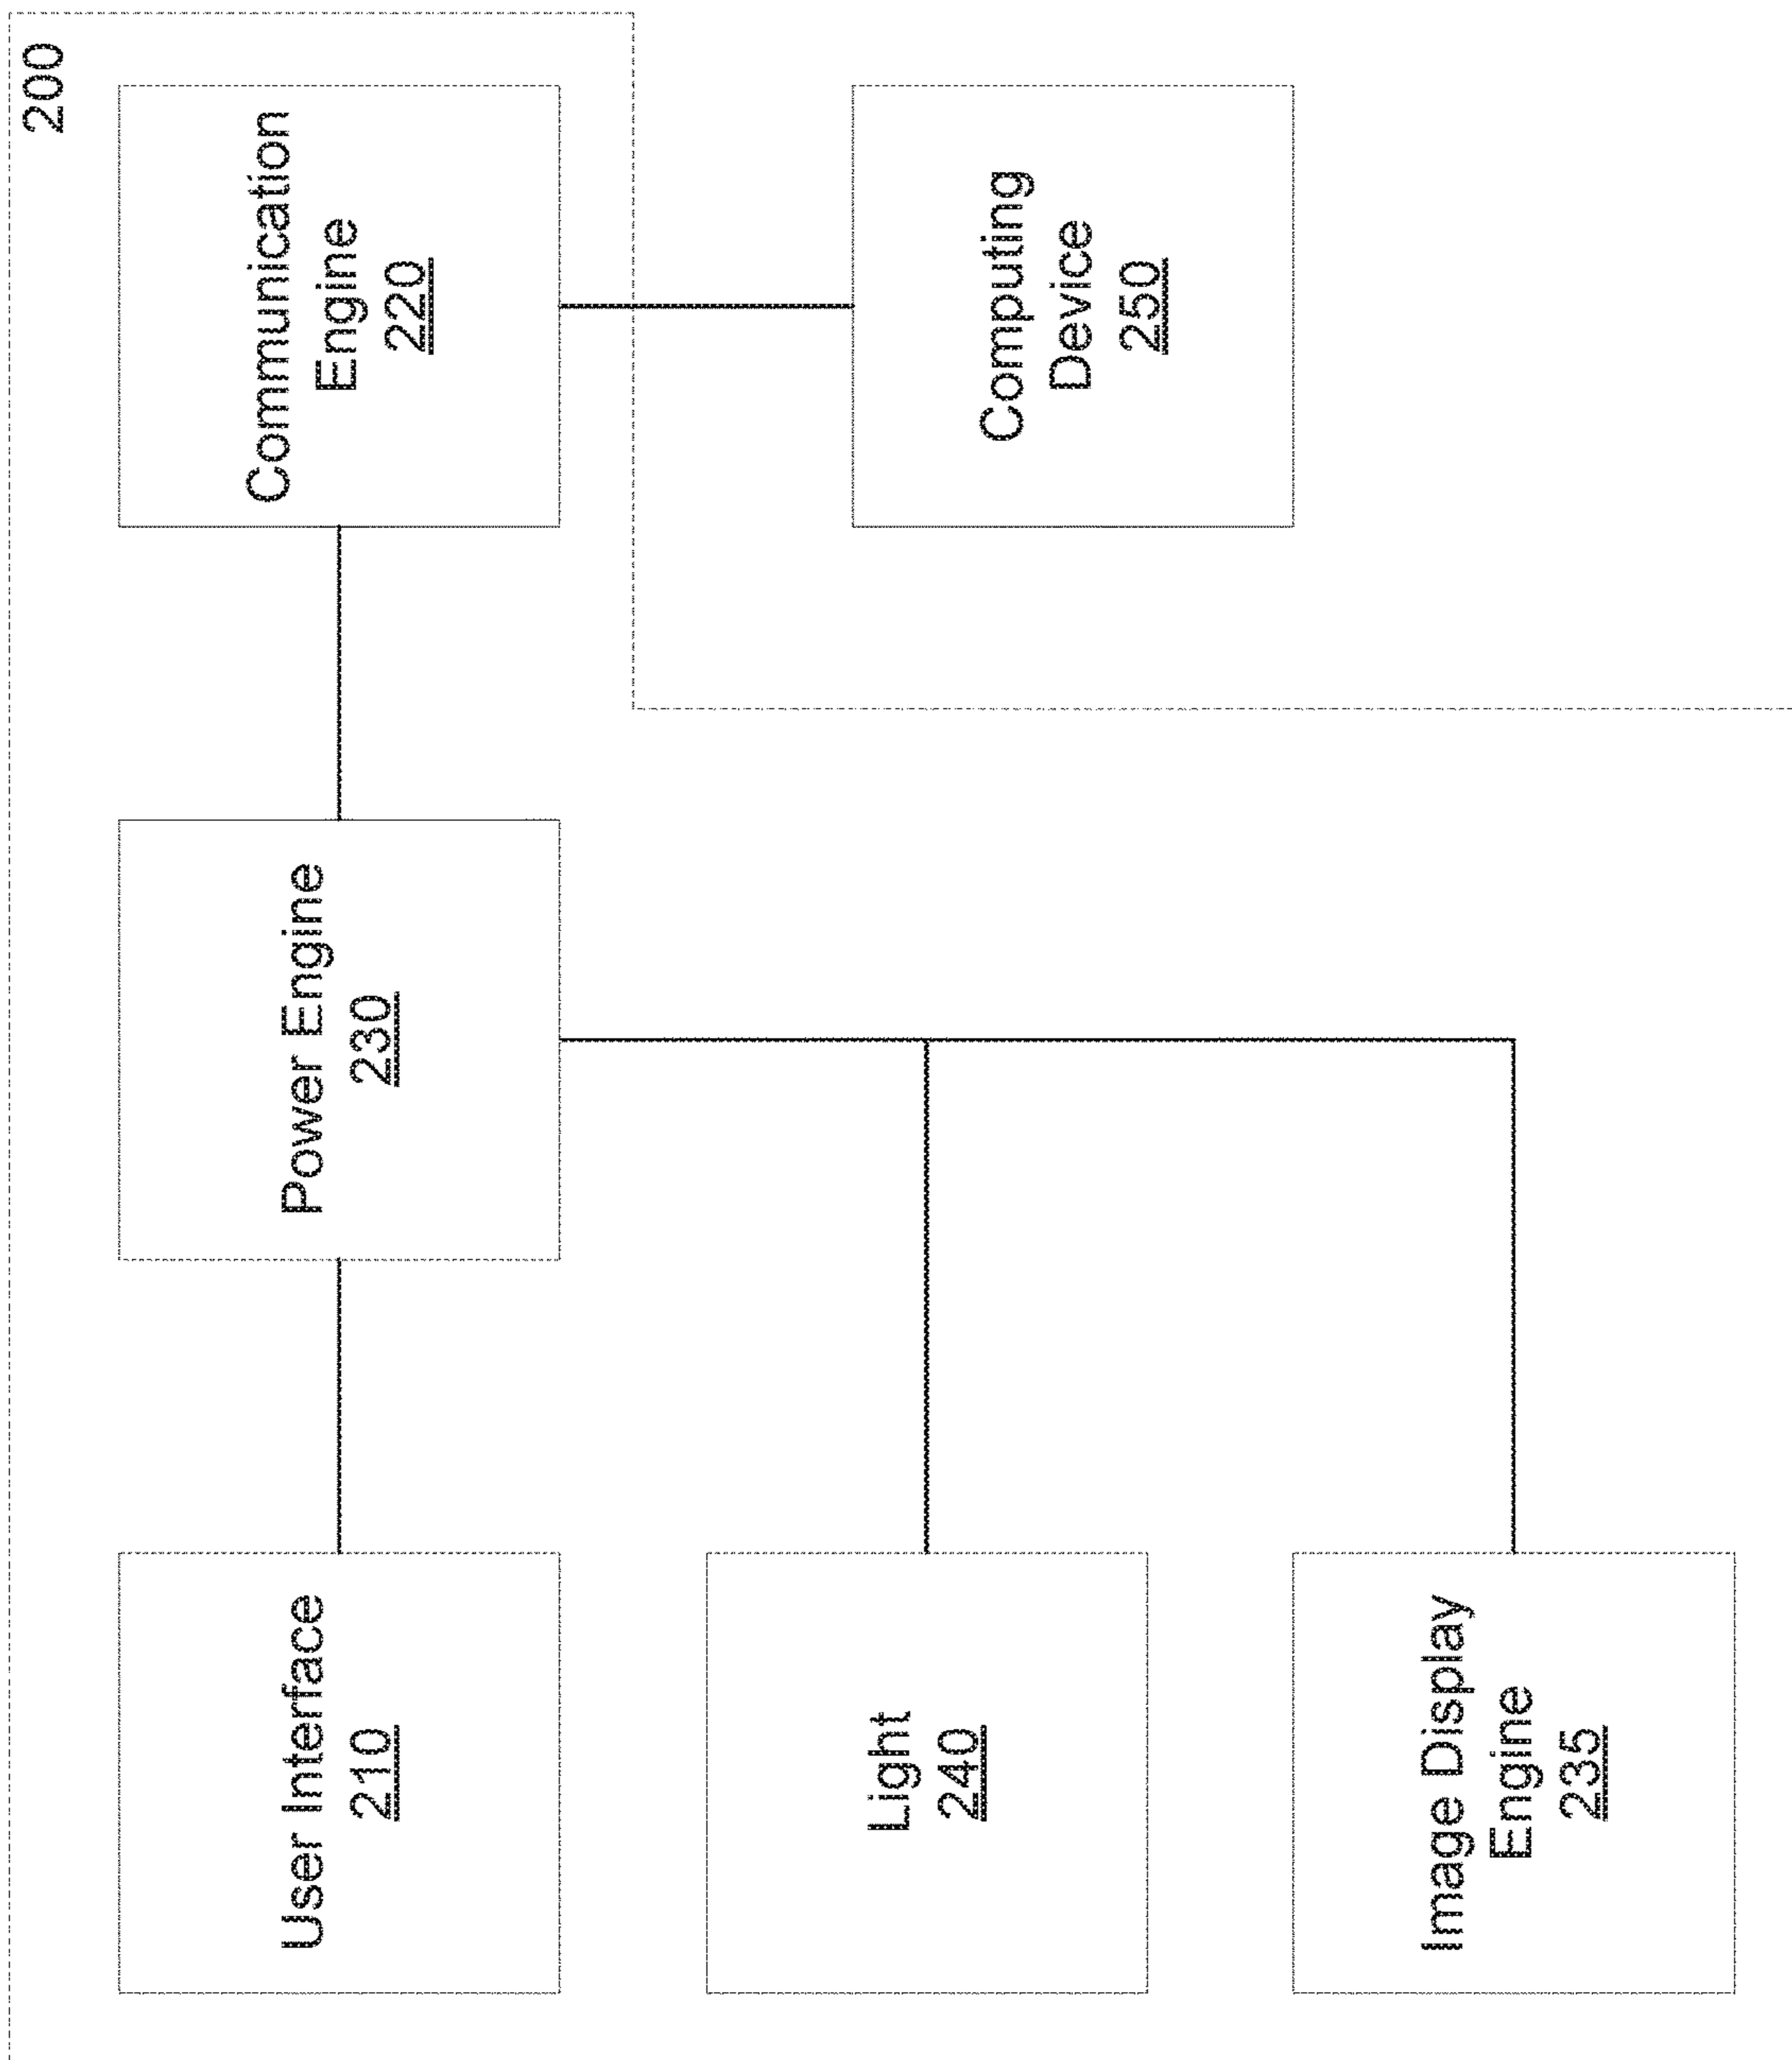 200
User Interface
210
Power Engine
230
Communication
Engine
220
Light
240
Computing
Device
250
Image Display
Engine
235